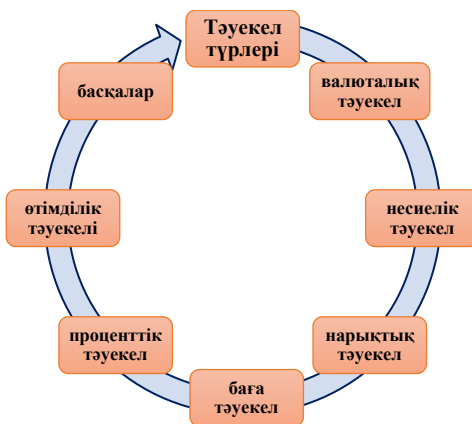 Тәуекел
түрлері
валюталық
тәуекел
несиелік
тәуекел
нарықтық
тәуекел
баға
тәуекел
проценттік
тәуекел
өтімділік
тәуекелі
басқалар